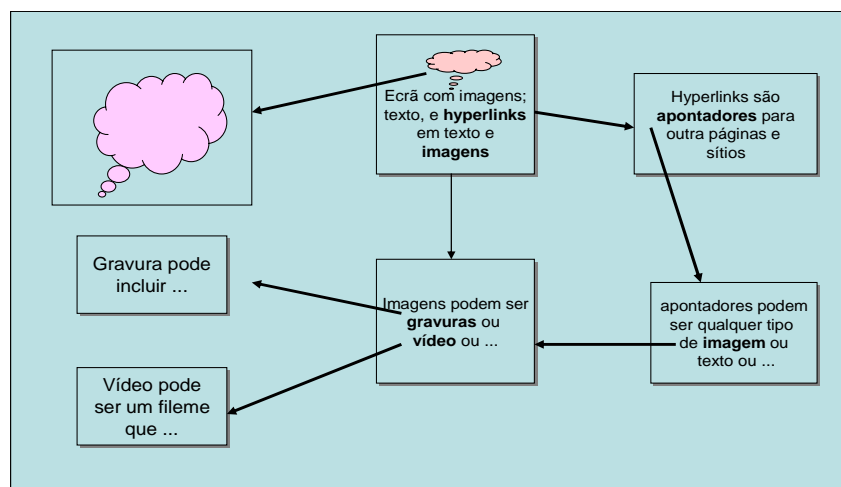 Ecrã com imagens;
texto, e hyperlinks
em texto e
imagens
Hyperlinks são
apontadores para
outra páginas e
sítios
Gravura pode
incluir ...
Imagens podem ser
gravuras ou
vídeo ou ...
apontadores podem
ser qualquer tipo
de imagem ou
texto ou ...
Vídeo pode
ser um fileme
que ...